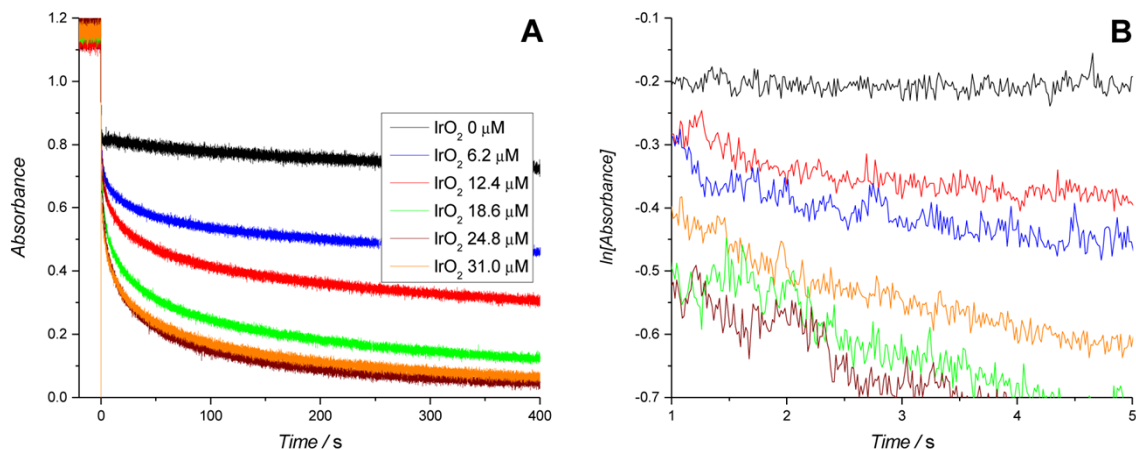 A
Absorbance
1.2
1.0
0.8
0.6
0.4
0.2
0.0
IrO₂ 0 μM
IrO₂ 6.2 μM
IrO₂ 12.4 μM
IrO₂ 18.6 μM
IrO₂ 24.8 μM
IrO₂ 31.0 μM
0 100 200 300 400
Time / s
B
ln[Absorbance]
-0.1
-0.2
-0.3
-0.4
-0.5
-0.6
-0.7
1 2 3 4 5
Time / s